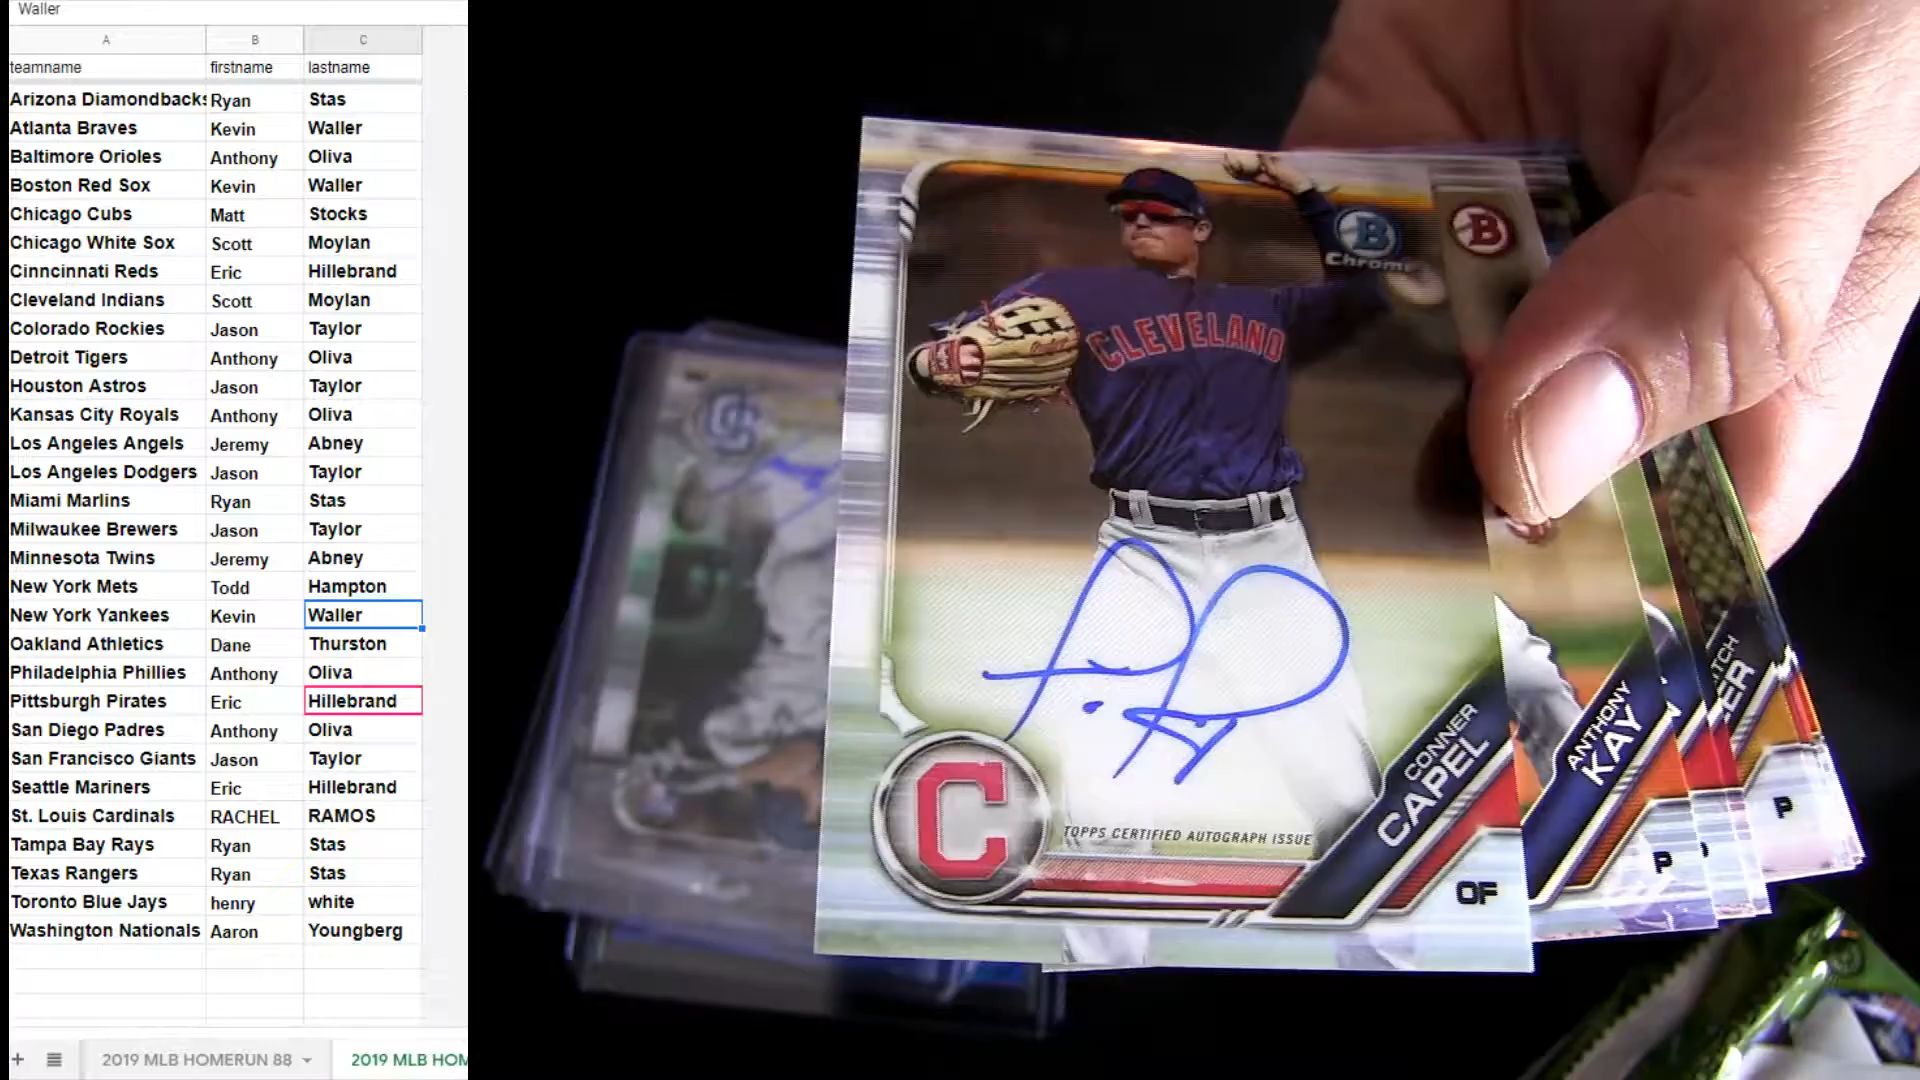 Waller
A B C
teamname firstname lastname
Arizona Diamondbacks Ryan Stas
Atlanta Braves Kevin Waller
Baltimore Orioles Anthony Oliva
Boston Red Sox Kevin Waller
Chicago Cubs Matt Stocks
Chicago White Sox Scott Moylan
Cinncinnati Reds Eric Hillebrand
Cleveland Indians Scott Moylan
Colorado Rockies Jason Taylor
Detroit Tigers Anthony Oliva
Houston Astros Jason Taylor
Kansas City Royals Anthony Oliva
Los Angeles Angels Jeremy Abney
Los Angeles Dodgers Jason Taylor
Miami Marlins Ryan Stas
Milwaukee Brewers Jason Taylor
Minnesota Twins Jeremy Abney
New York Mets Todd Hampton
New York Yankees Kevin Waller
Oakland Athletics Dane Thurston
Philadelphia Phillies Anthony Oliva
Pittsburgh Pirates Eric Hillebrand
San Diego Padres Anthony Oliva
San Francisco Giants Jason Taylor
Seattle Mariners Eric Hillebrand
St. Louis Cardinals RACHEL RAMOS
Tampa Bay Rays Ryan Stas
Texas Rangers Ryan Stas
Toronto Blue Jays henry white
Washington Nationals Aaron Youngberg
2019 MLB HOMERUN 88 2019 MLB HOM
B
Chrome
B
CLEVELAND
C
TOPPS CERTIFIED AUTOGRAPH ISSUE
CONNER
CAPEL
OF
ANTHONY
KAY
P
P